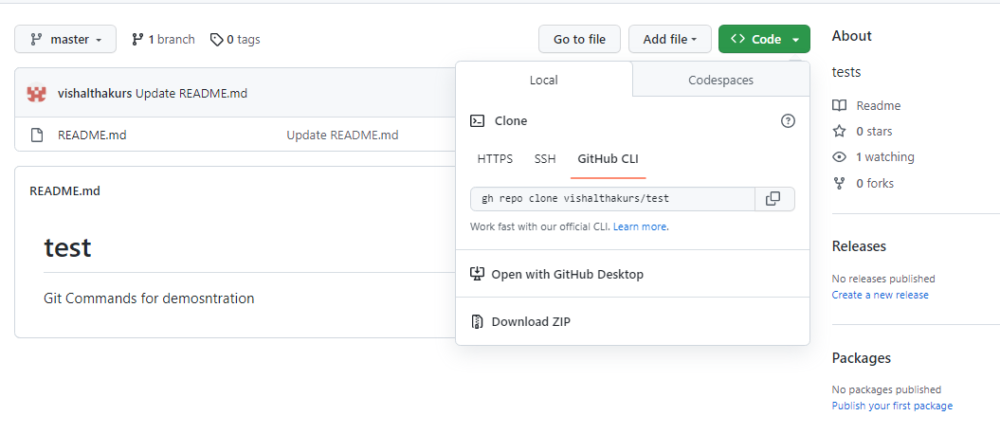 master 1 branch 0 tags Go to file Add file Code
vishalthakurs Update README.md
README.md Update README.md
README.md
test
Git Commands for demosntration
Local Codespaces
Clone
HTTPS SSH GitHub CLI
gh repo clone vishalthakurs/test
Work fast with our official CLI. Learn more.
Open with GitHub Desktop
Download ZIP
About
tests
Readme
0 stars
1 watching
0 forks
Releases
No releases published
Create a new release
Packages
No packages published
Publish your first package